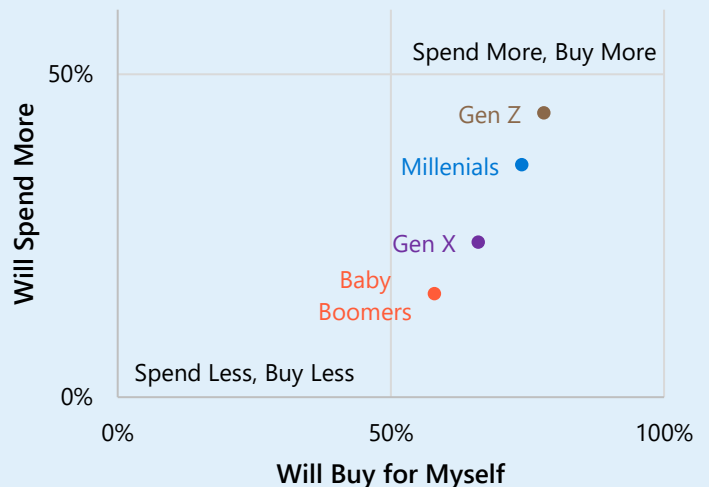 Spend More, Buy More
50%
Gen Z
Millenials
Will Spend More
Gen X
Baby
Boomers
Spend Less, Buy Less
0%
0%
50%
100%
Will Buy for Myself